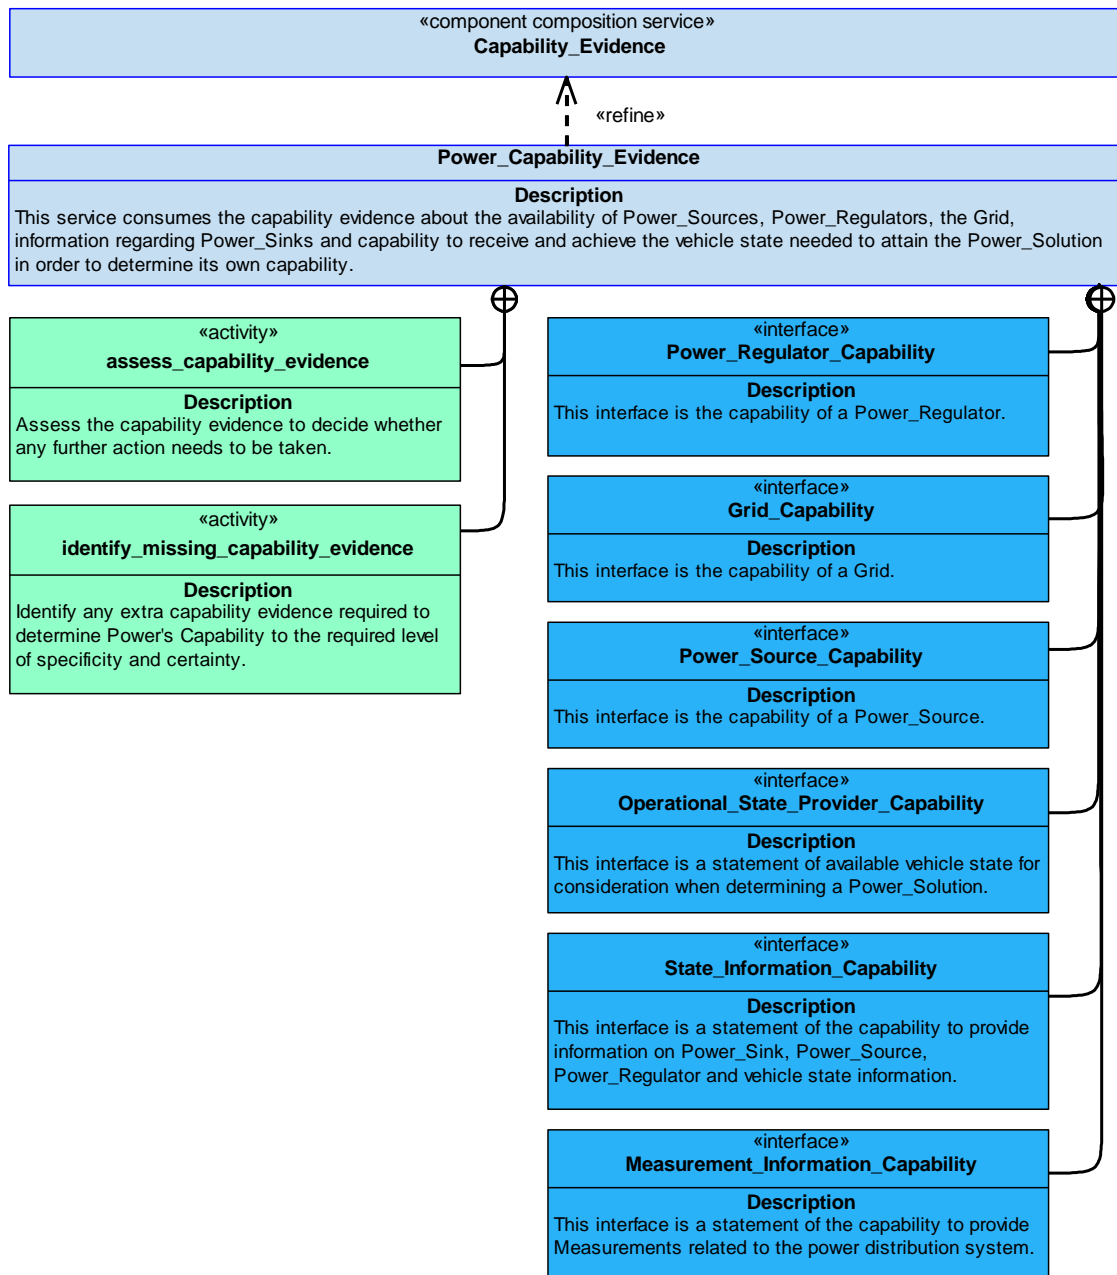 «component composition service»
Capability_Evidence
«refine»
Power_Capability_Evidence
Description
This service consumes the capability evidence about the availability of Power_Sources, Power_Regulators, the Grid,
information regarding Power_Sinks and capability to receive and achieve the vehicle state needed to attain the Power_Solution
in order to determine its own capability.
«activity»
assess_capability_evidence
Description
Assess the capability evidence to decide whether
any further action needs to be taken.
«activity»
identify_missing_capability_evidence
Description
Identify any extra capability evidence required to
determine Power's Capability to the required level
of specificity and certainty.
«interface»
Power_Regulator_Capability
Description
This interface is the capability of a Power_Regulator.
«interface»
Grid_Capability
Description
This interface is the capability of a Grid.
«interface»
Power_Source_Capability
Description
This interface is the capability of a Power_Source.
«interface»
Operational_State_Provider_Capability
Description
This interface is a statement of available vehicle state for
consideration when determining a Power_Solution.
«interface»
State_Information_Capability
Description
This interface is a statement of the capability to provide
information on Power_Sink, Power_Source,
Power_Regulator and vehicle state information.
«interface»
Measurement_Information_Capability
Description
This interface is a statement of the capability to provide
Measurements related to the power distribution system.